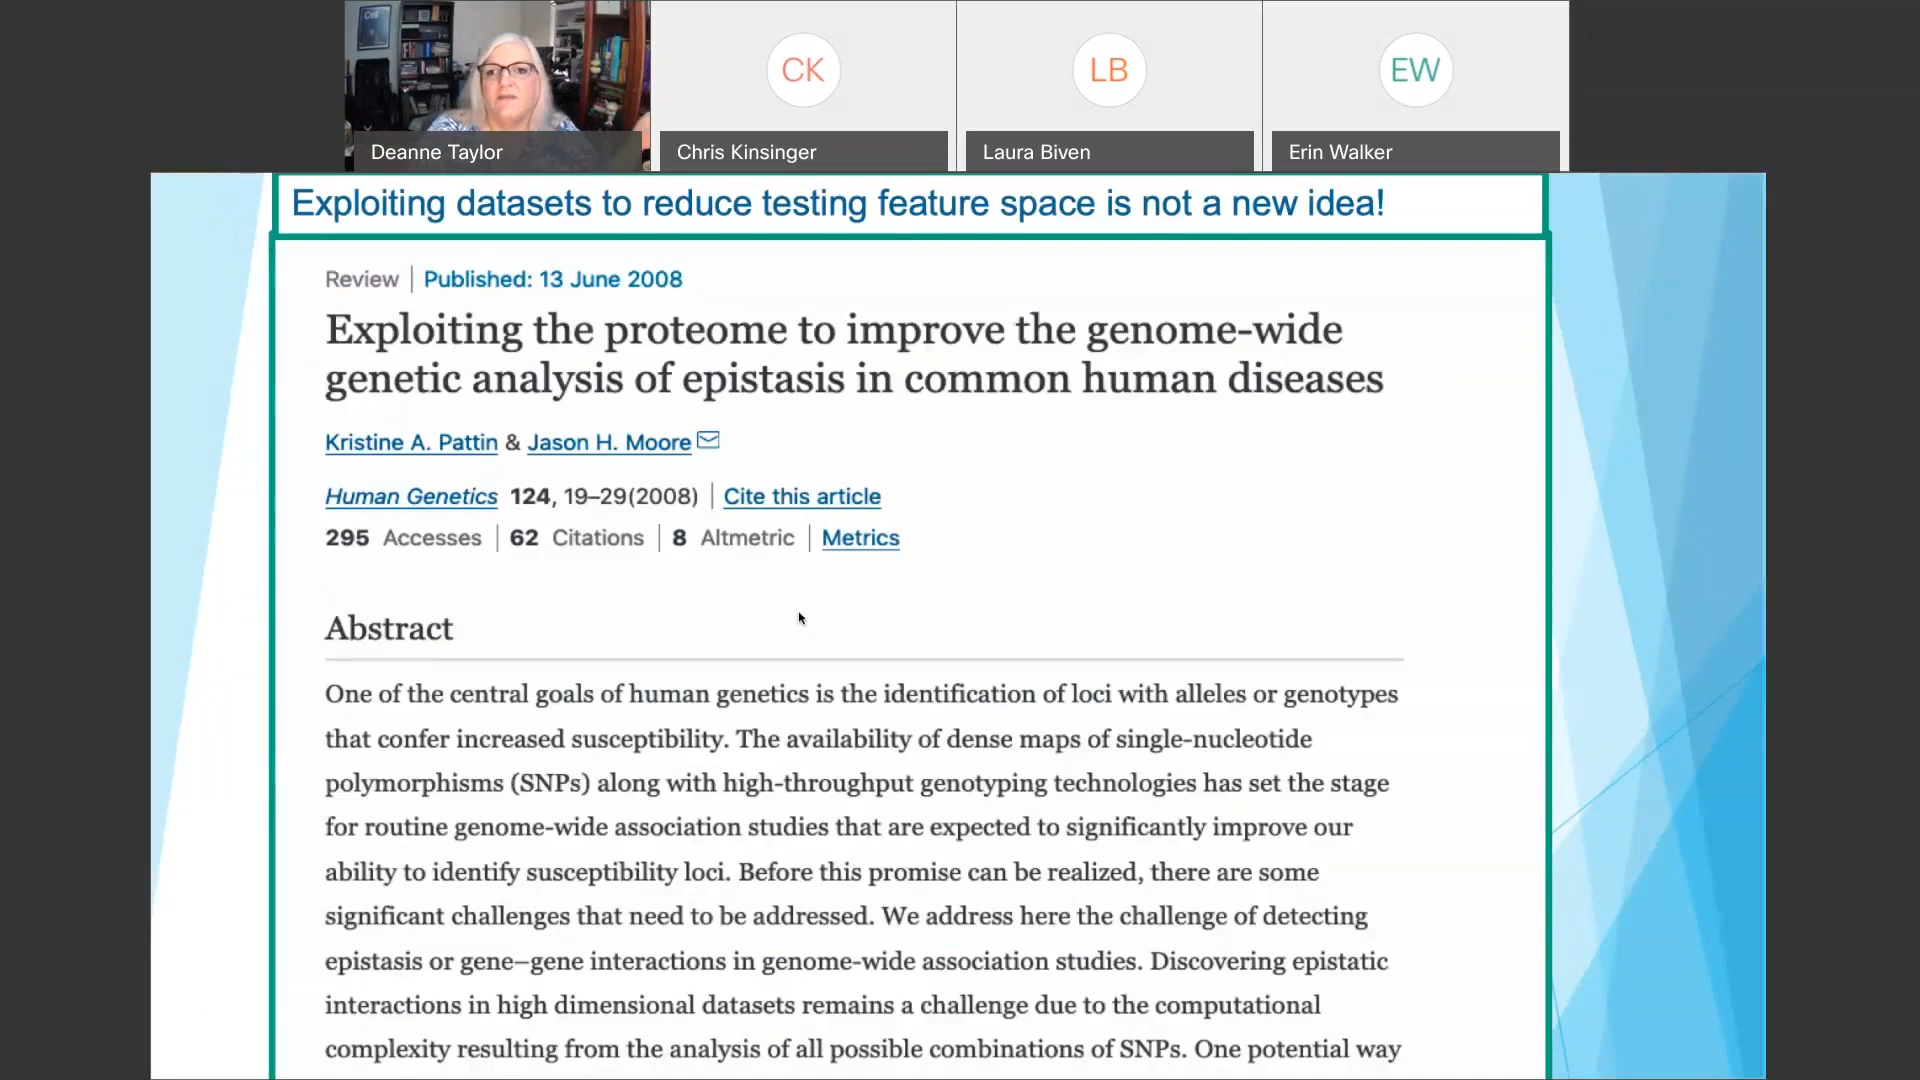 CK
LB
EW
Deanne Taylor
Chris Kinsinger
Laura Biven
Erin Walker
Exploiting datasets to reduce testing feature space is not a new idea!
Review | Published: 13 June 2008
Exploiting the proteome to improve the genome-wide
genetic analysis of epistasis in common human diseases
Kristine A. Pattin & Jason H. Moore
Human Genetics 124, 19–29(2008) | Cite this article
295 Accesses | 62 Citations | 8 Altmetric | Metrics
Abstract
One of the central goals of human genetics is the identification of loci with alleles or genotypes
that confer increased susceptibility. The availability of dense maps of single-nucleotide
polymorphisms (SNPs) along with high-throughput genotyping technologies has set the stage
for routine genome-wide association studies that are expected to significantly improve our
ability to identify susceptibility loci. Before this promise can be realized, there are some
significant challenges that need to be addressed. We address here the challenge of detecting
epistasis or gene–gene interactions in genome-wide association studies. Discovering epistatic
interactions in high dimensional datasets remains a challenge due to the computational
complexity resulting from the analysis of all possible combinations of SNPs. One potential way